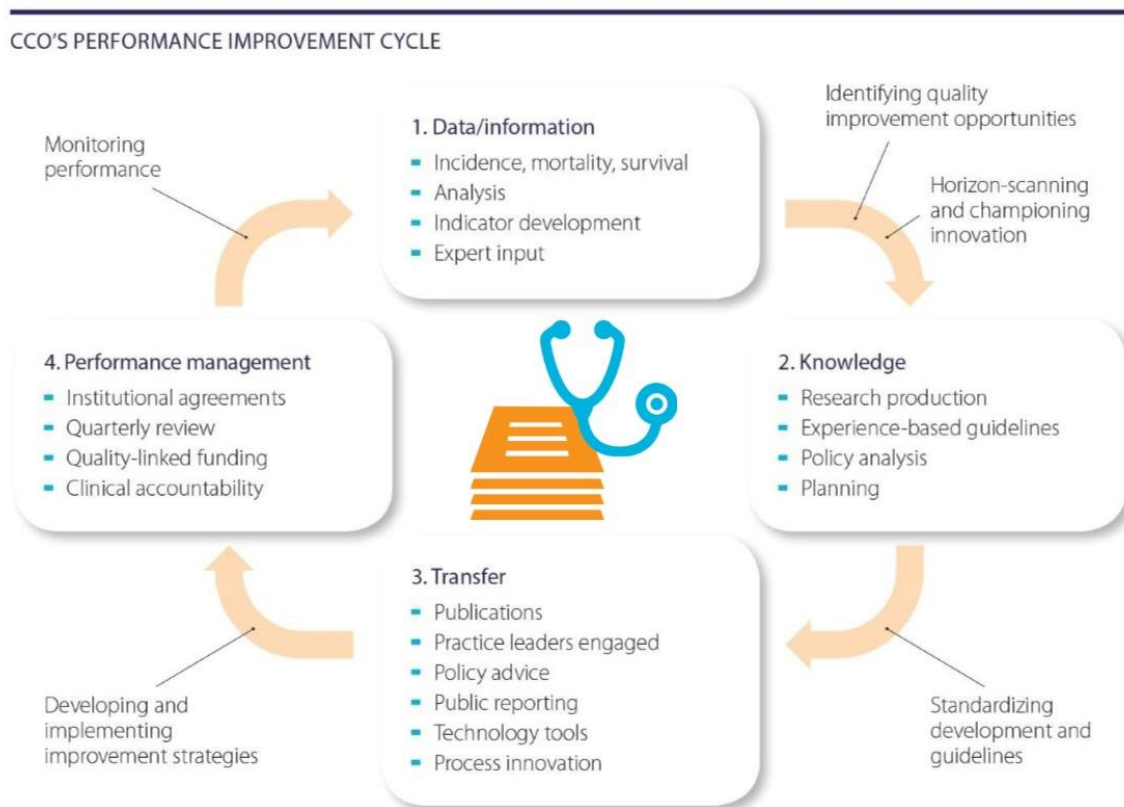 CCO'S PERFORMANCE IMPROVEMENT CYCLE
Monitoring
performance
1. Data/information
Incidence, mortality, survival
Analysis
Indicator development
Expert input
Identifying quality
improvement opportunities
Horizon-scanning
and championing
innovation
4. Performance management
Institutional agreements
Quarterly review
Quality-linked funding
Clinical accountability
2. Knowledge
Research production
Experience-based guidelines
Policy analysis
Planning
3. Transfer
Publications
Practice leaders engaged
Policy advice
Public reporting
Technology tools
Process innovation
Developing and
implementing
improvement strategies
Standardizing
development and
guidelines